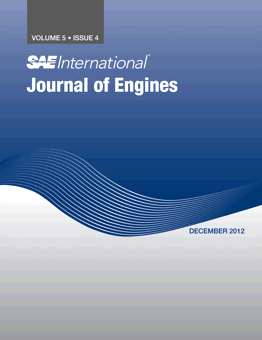 VOLUME 5 • ISSUE 4
SAE International
Journal of Engines
DECEMBER 2012